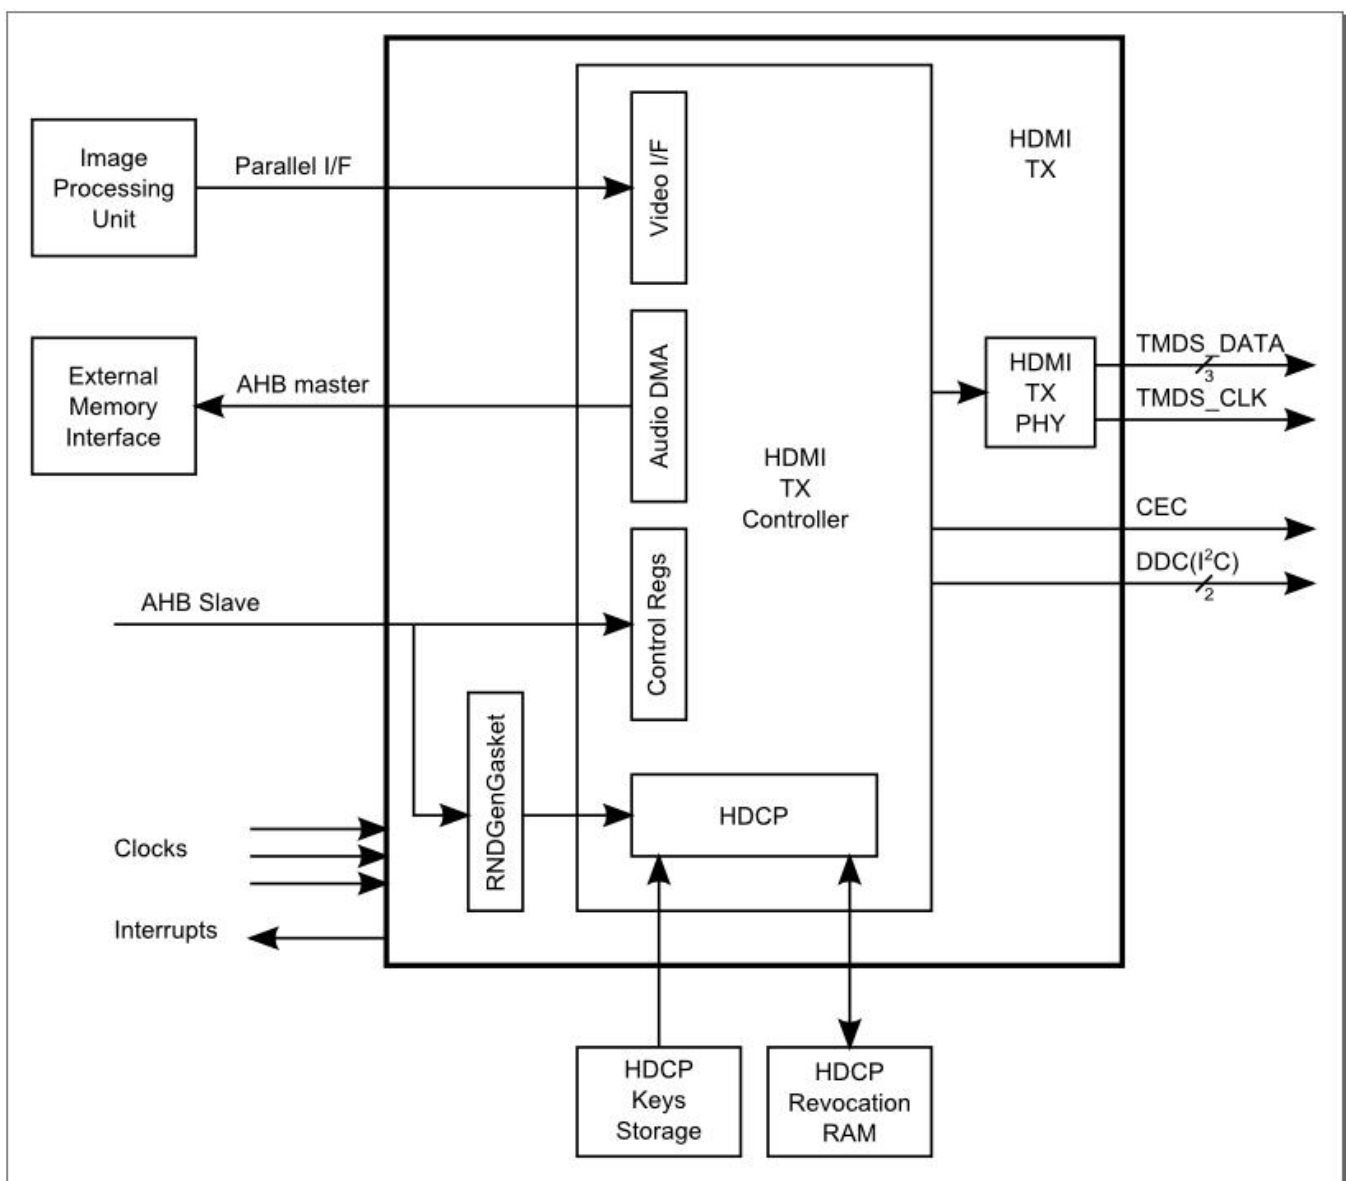 HDMI
TX
Image
Processing
Unit
Parallel I/F
Video I/F
External
Memory
Interface
AHB master
Audio DMA
HDMI
TX
Controller
HDMI
TX
PHY
TMDS_DATA
3
TMDS_CLK
CEC
DDC(I²C)
2
AHB Slave
Control Regs
RNDGenGasket
HDCP
Clocks
Interrupts
HDCP
Keys
Storage
HDCP
Revocation
RAM